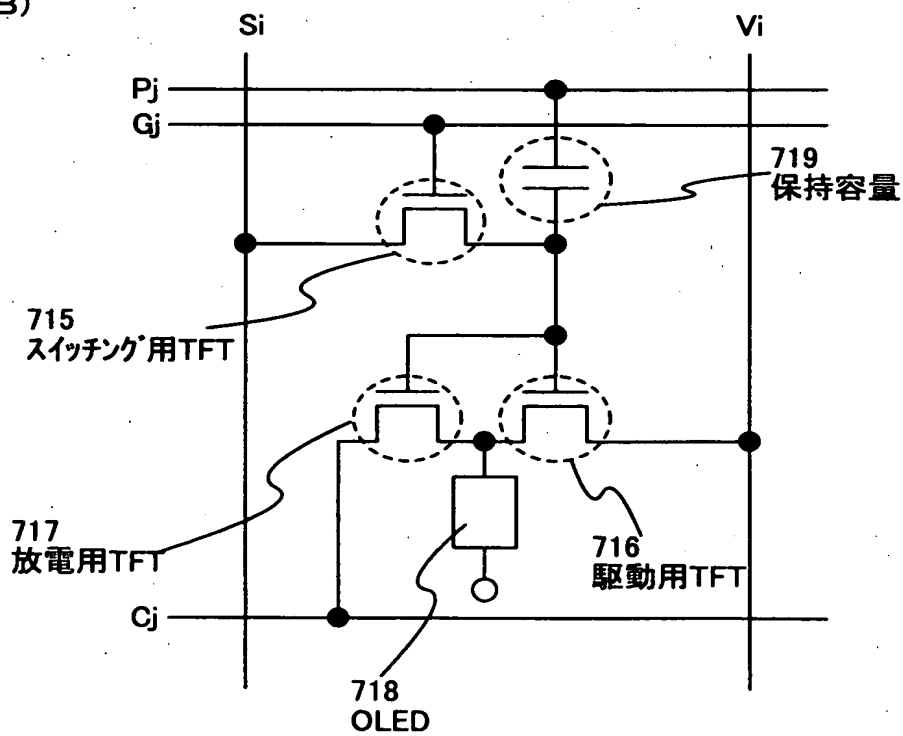 B)
Si
Vi
Pj
Gj
719
保持容量
715
スイッチング用TFT
717
放電用TFT
716
駆動用TFT
Cj
718
OLED